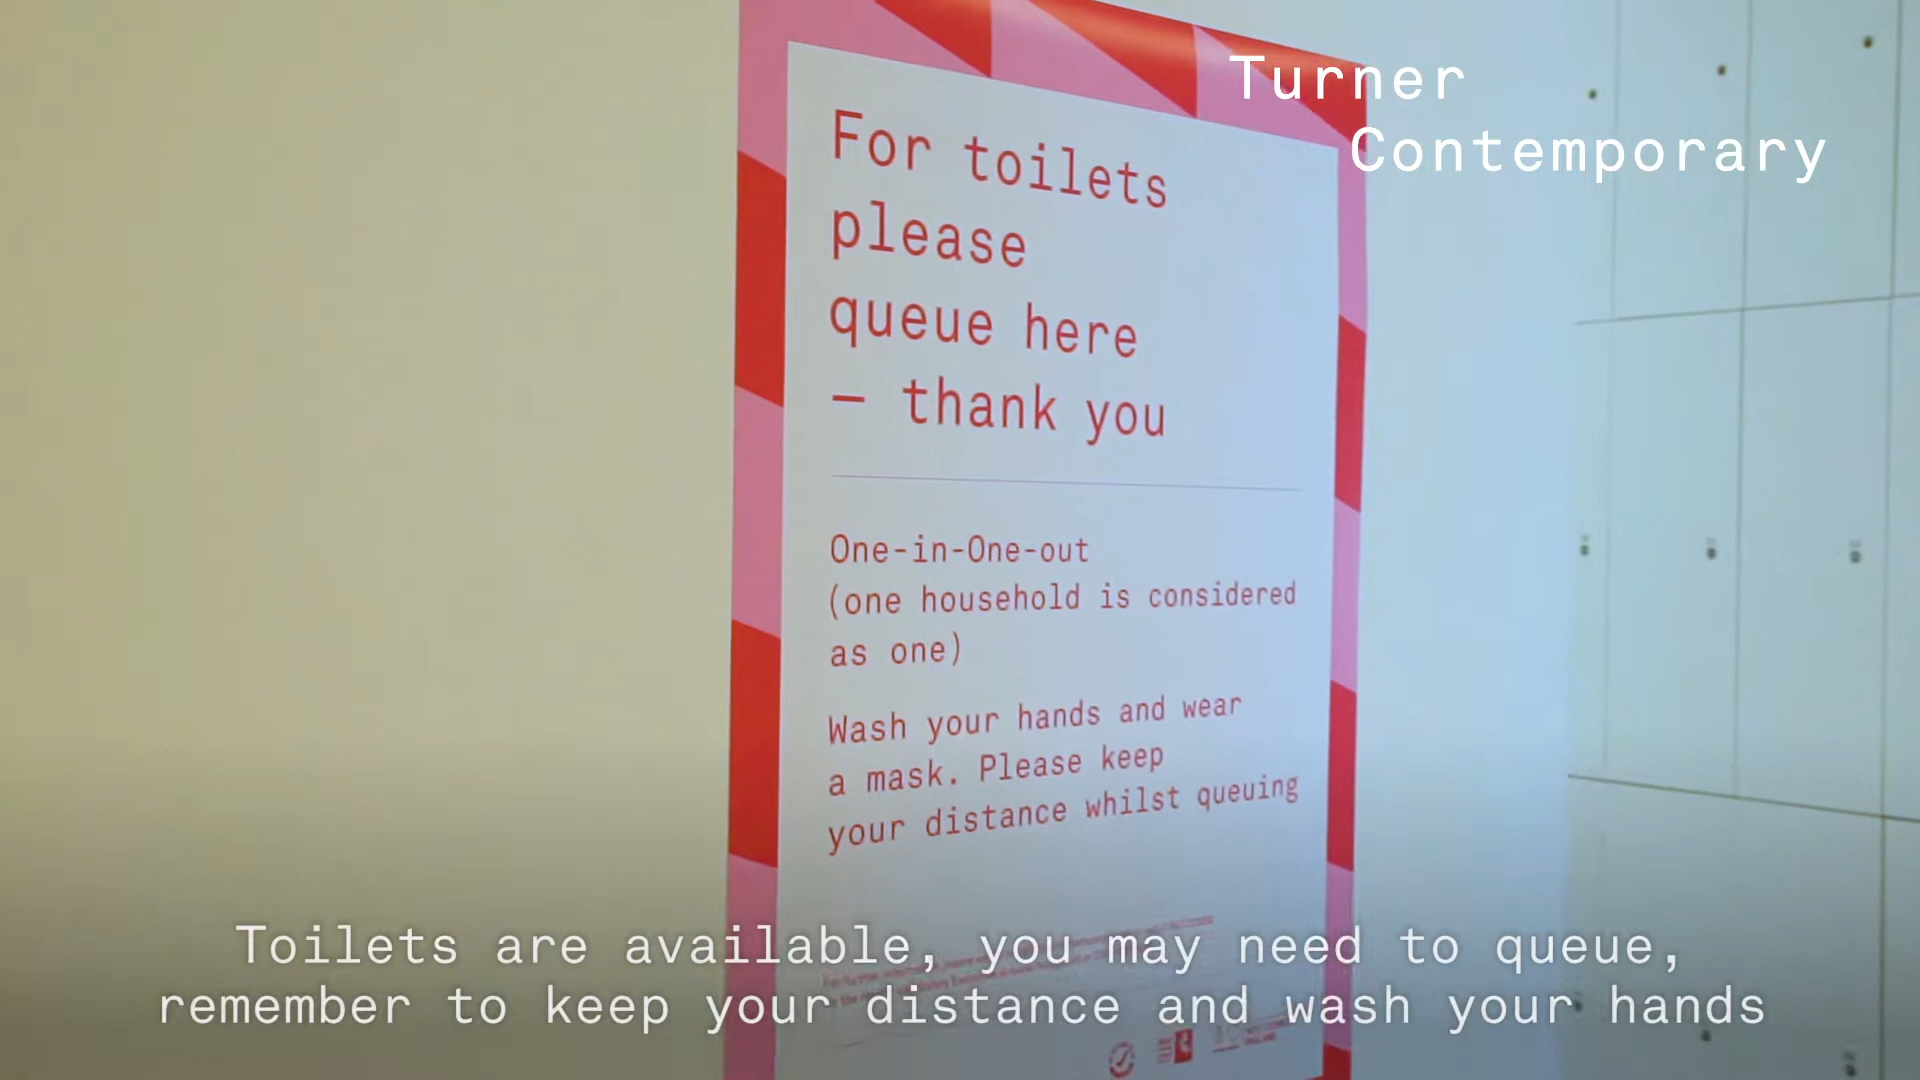 Turner
Contemporary
For toilets
please
queue here
— thank you
One-in-One-out
(one household is considered
as one)
Wash your hands and wear
a mask. Please keep
your distance whilst queuing
Toilets are available, you may need to queue,
remember to keep your distance and wash your hands